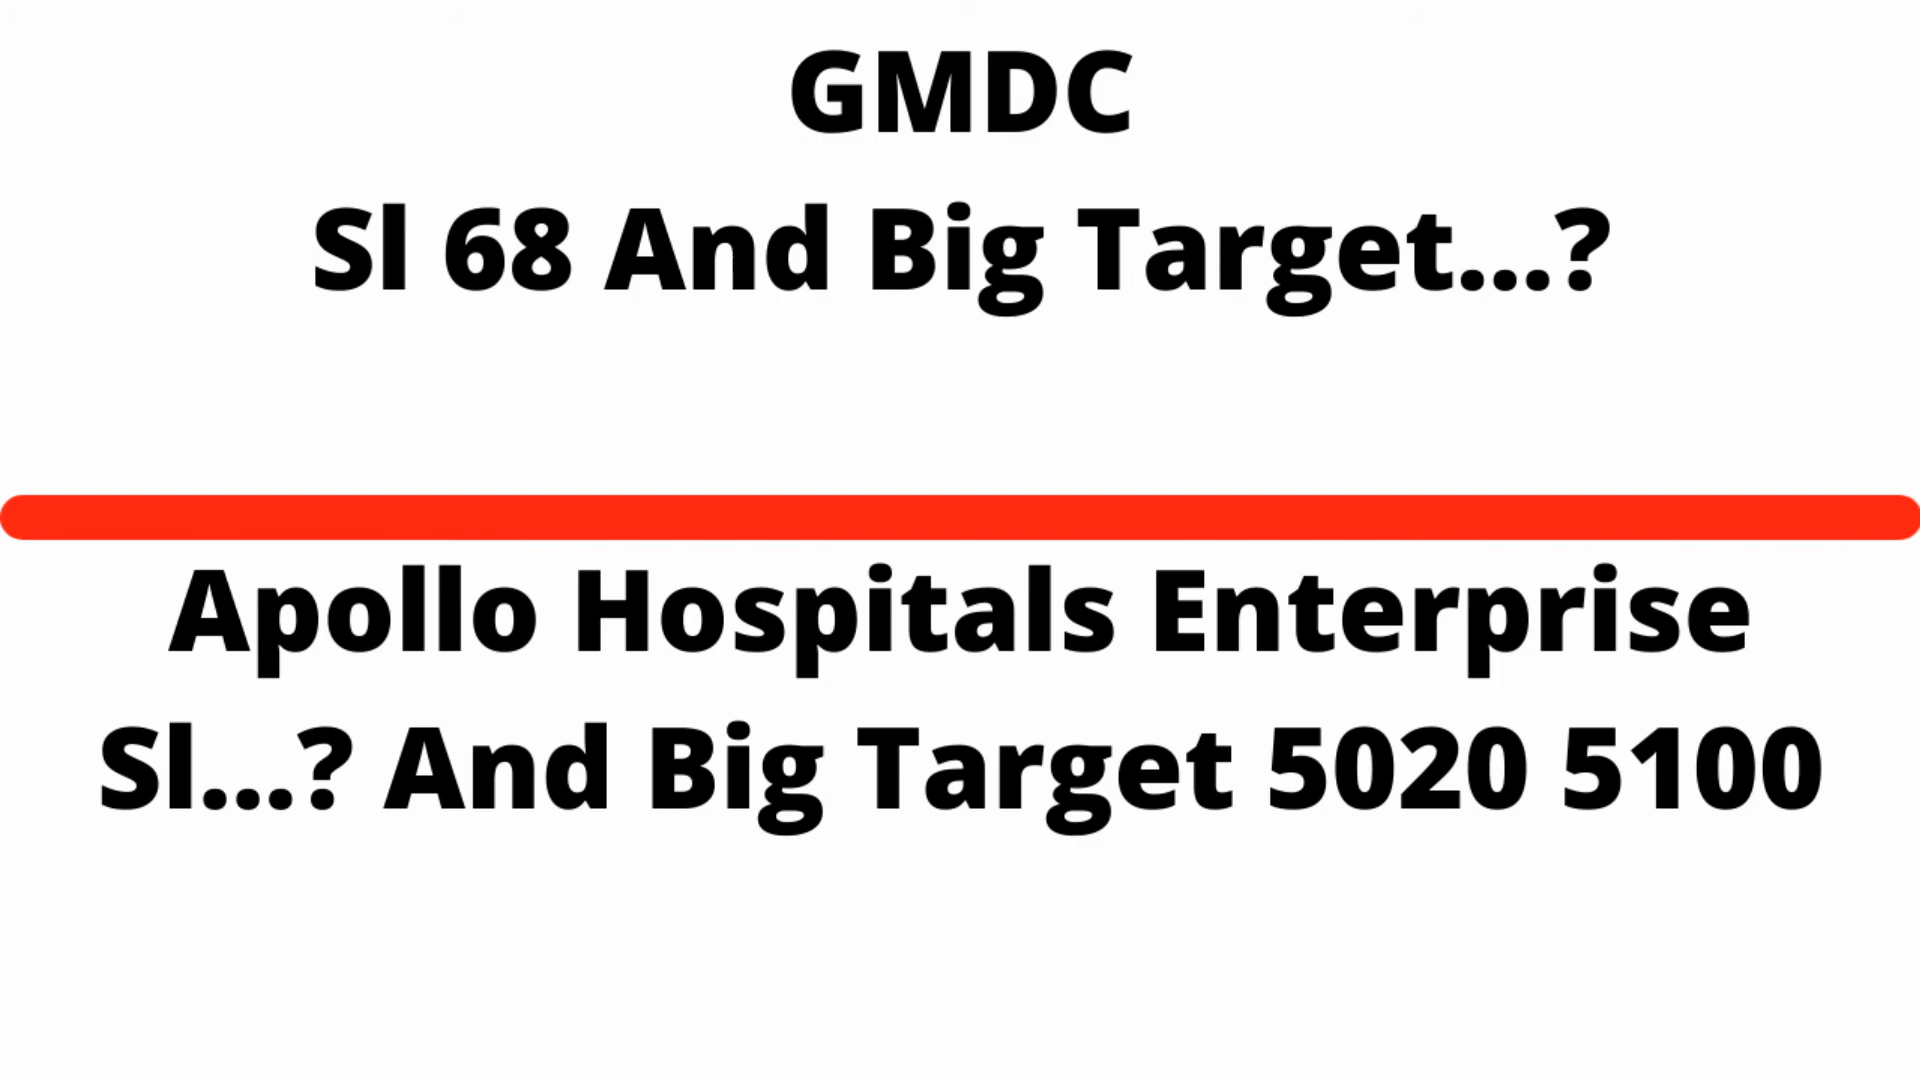 GMDC
Sl 68 And Big Target...?
Apollo Hospitals Enterprise
Sl...? And Big Target 5020 5100